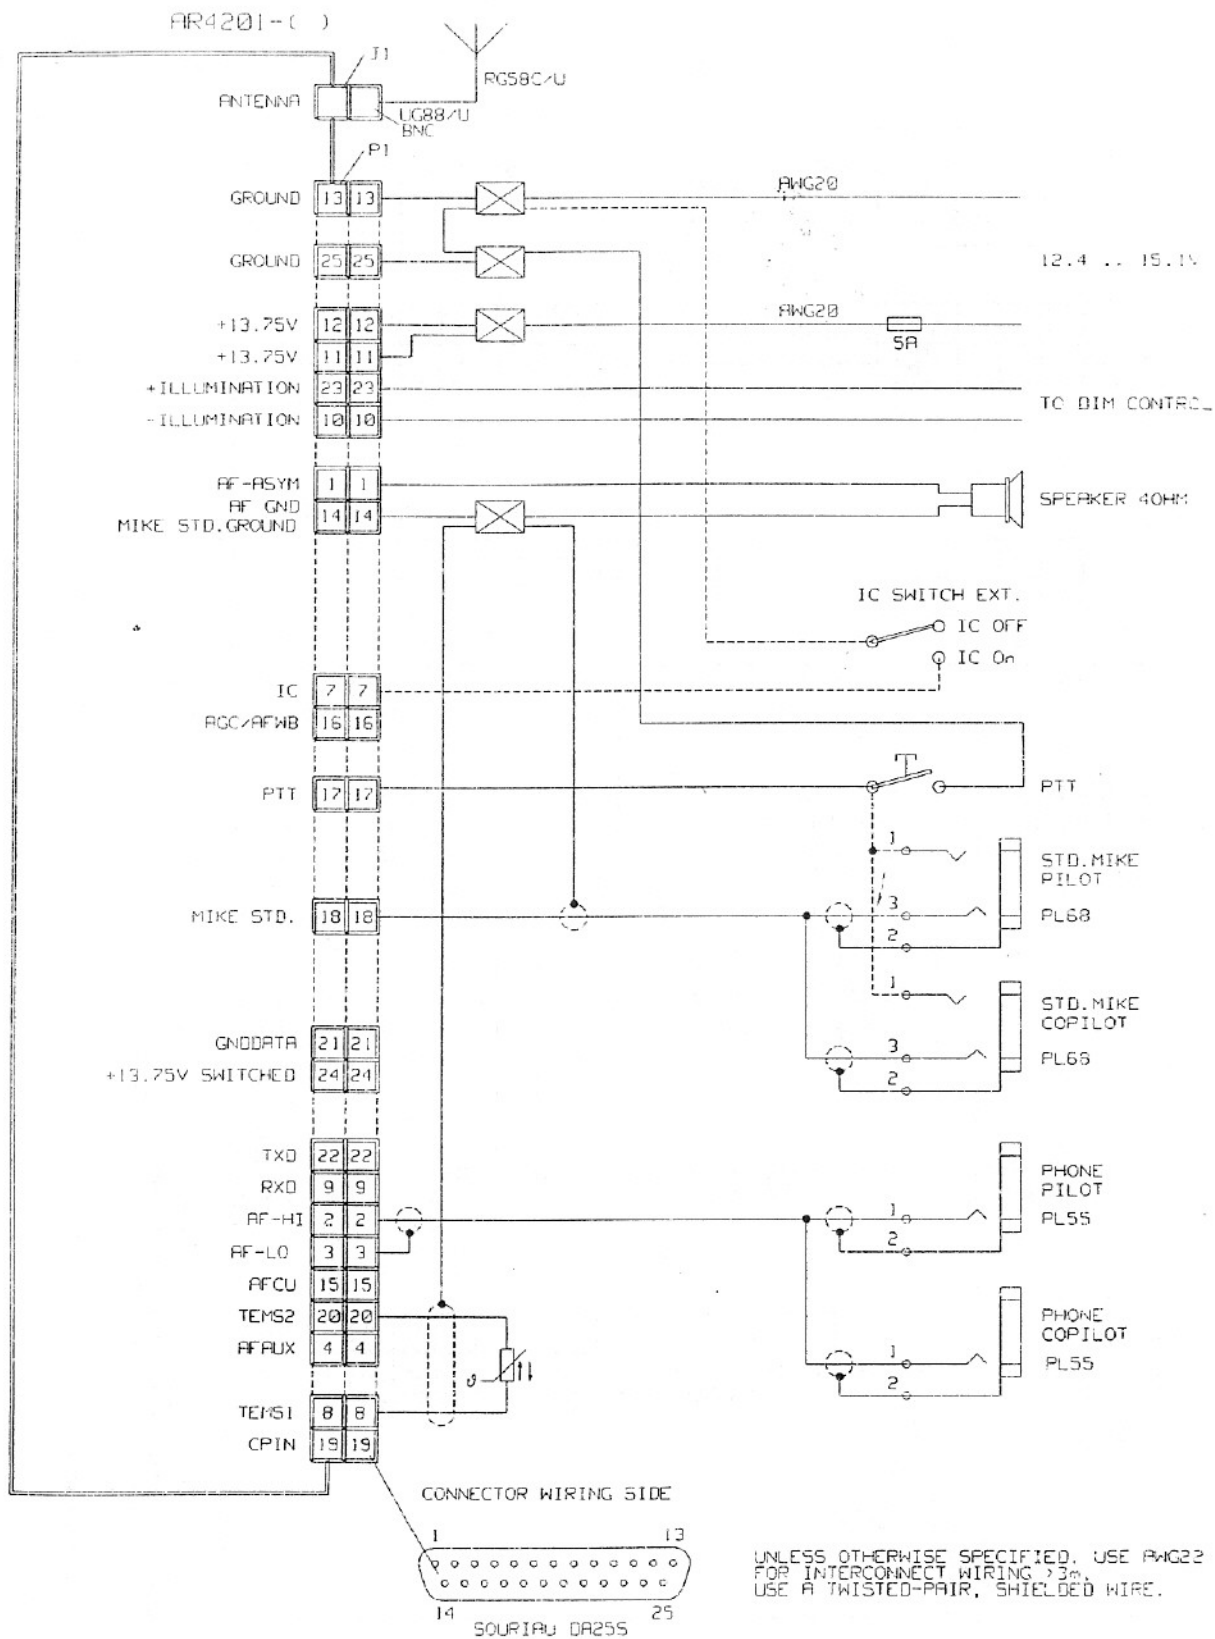 AR4201-( )
J1
RG58C/U
ANTENNA
UG88/U
BNC
P1
GROUND 13 13
AWG20
GROUND 25 25
+13.75V 12 12
AWG20
5A
+13.75V 11 11
+ILLUMINATION 23 23
TO DIM CONTROL
-ILLUMINATION 10 10
AF-ASYM 1 1
SPEAKER 4OHM
AF GND
MIKE STD.GROUND 14 14
IC SWITCH EXT.
IC OFF
IC On
IC 7 7
AGC/AFWB 16 16
PTT 17 17
PTT
1
STD.MIKE
PILOT
MIKE STD. 18 18
3
PL68
2
1
STD.MIKE
COPILOT
GNDDATA 21 21
3
PL68
+13.75V SWITCHED 24 24
2
TXD 22 22
PHONE
PILOT
RXD 9 9
AF-HI 2 2
1
PL55
2
AF-LO 3 3
AFCU 15 15
TEMS2 20 20
PHONE
COPILOT
AFAUX 4 4
1
PL55
2
ϑ
TEMS1 8 8
CPIN 19 19
CONNECTOR WIRING SIDE
1 13
14 25
SOURIAU DA25S
UNLESS OTHERWISE SPECIFIED, USE AWG22
FOR INTERCONNECT WIRING >3m,
USE A TWISTED-PAIR, SHIELDED WIRE.